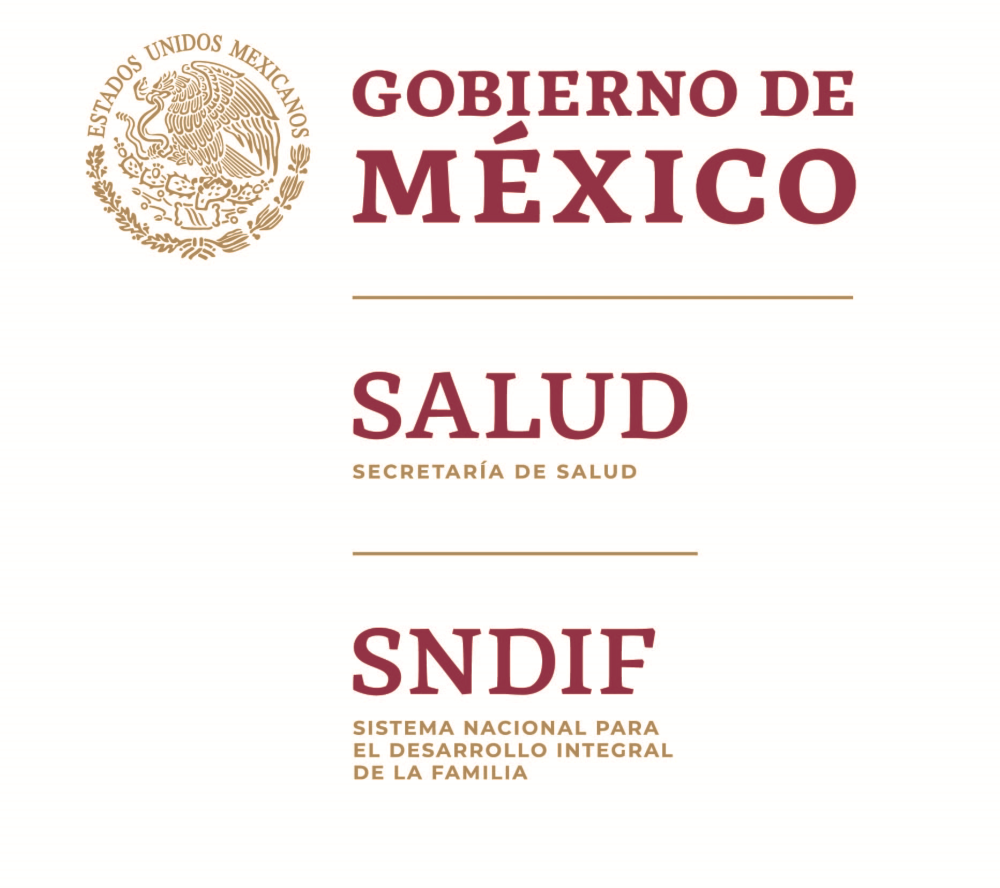 ESTADOS UNIDOS MEXICANOS
GOBIERNO DE
MÉXICO
SALUD
SECRETARÍA DE SALUD
SNDIF
SISTEMA NACIONAL PARA
EL DESARROLLO INTEGRAL
DE LA FAMILIA